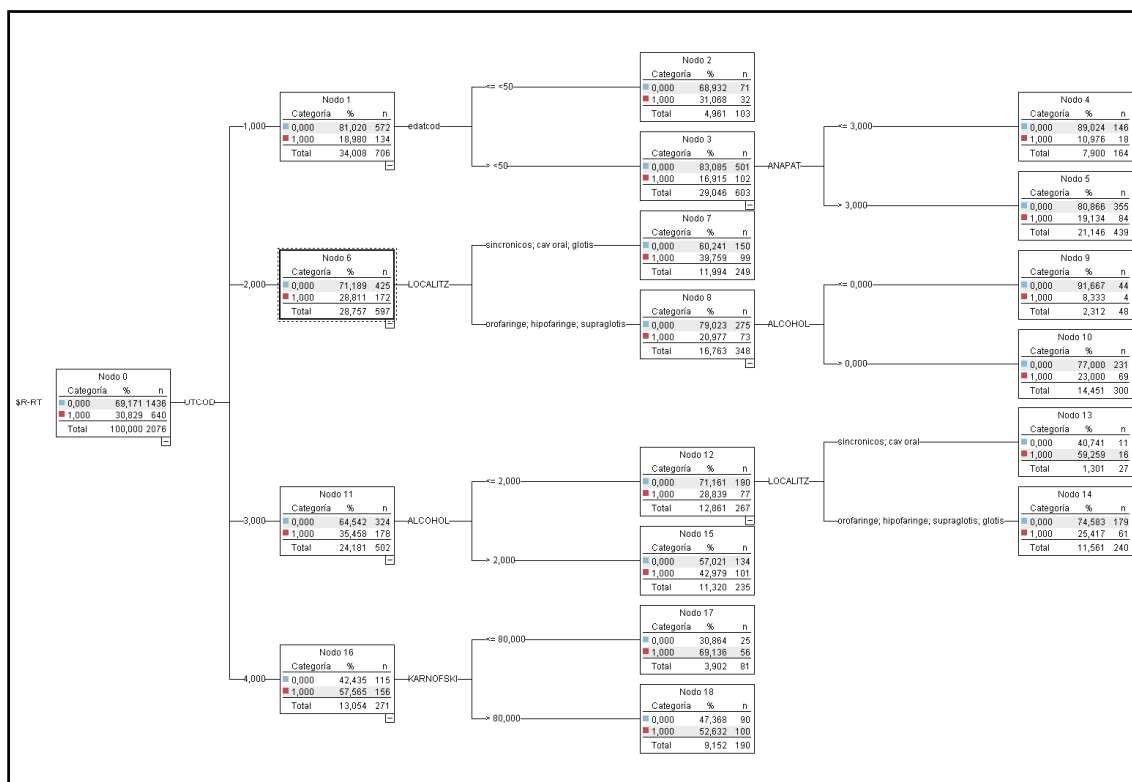 $R-RT
Nodo 0
Categoría % n
0,000 69,171 1436
1,000 30,829 640
Total 100,000 2076
UTCOD
1,000
Nodo 1
Categoría % n
0,000 81,020 572
1,000 18,980 134
Total 34,008 706
edatcod
<= <50
Nodo 2
Categoría % n
0,000 68,932 71
1,000 31,068 32
Total 4,961 103
> <50
Nodo 3
Categoría % n
0,000 83,085 501
1,000 16,915 102
Total 29,046 603
ANAPAT
<= 3,000
Nodo 4
Categoría % n
0,000 89,024 146
1,000 10,976 18
Total 7,900 164
> 3,000
Nodo 5
Categoría % n
0,000 80,866 355
1,000 19,134 84
Total 21,146 439
2,000
Nodo 6
Categoría % n
0,000 71,189 425
1,000 28,811 172
Total 28,757 597
LOCALITZ
sincronicos; cav oral; glotis
Nodo 7
Categoría % n
0,000 60,241 150
1,000 39,759 99
Total 11,994 249
orofaringe; hipofaringe; supraglotis
Nodo 8
Categoría % n
0,000 79,023 275
1,000 20,977 73
Total 16,763 348
ALCOHOL
<= 0,000
Nodo 9
Categoría % n
0,000 91,667 44
1,000 8,333 4
Total 2,312 48
> 0,000
Nodo 10
Categoría % n
0,000 77,000 231
1,000 23,000 69
Total 14,451 300
3,000
Nodo 11
Categoría % n
0,000 64,542 324
1,000 35,458 178
Total 24,181 502
ALCOHOL
<= 2,000
Nodo 12
Categoría % n
0,000 71,161 190
1,000 28,839 77
Total 12,861 267
LOCALITZ
sincronicos; cav oral
Nodo 13
Categoría % n
0,000 40,741 11
1,000 59,259 16
Total 1,301 27
orofaringe; hipofaringe; supraglotis; glotis
Nodo 14
Categoría % n
0,000 74,583 179
1,000 25,417 61
Total 11,561 240
> 2,000
Nodo 15
Categoría % n
0,000 57,021 134
1,000 42,979 101
Total 11,320 235
4,000
Nodo 16
Categoría % n
0,000 42,435 115
1,000 57,565 156
Total 13,054 271
KARNOFSKI
<= 80,000
Nodo 17
Categoría % n
0,000 30,864 25
1,000 69,136 56
Total 3,902 81
> 80,000
Nodo 18
Categoría % n
0,000 47,368 90
1,000 52,632 100
Total 9,152 190